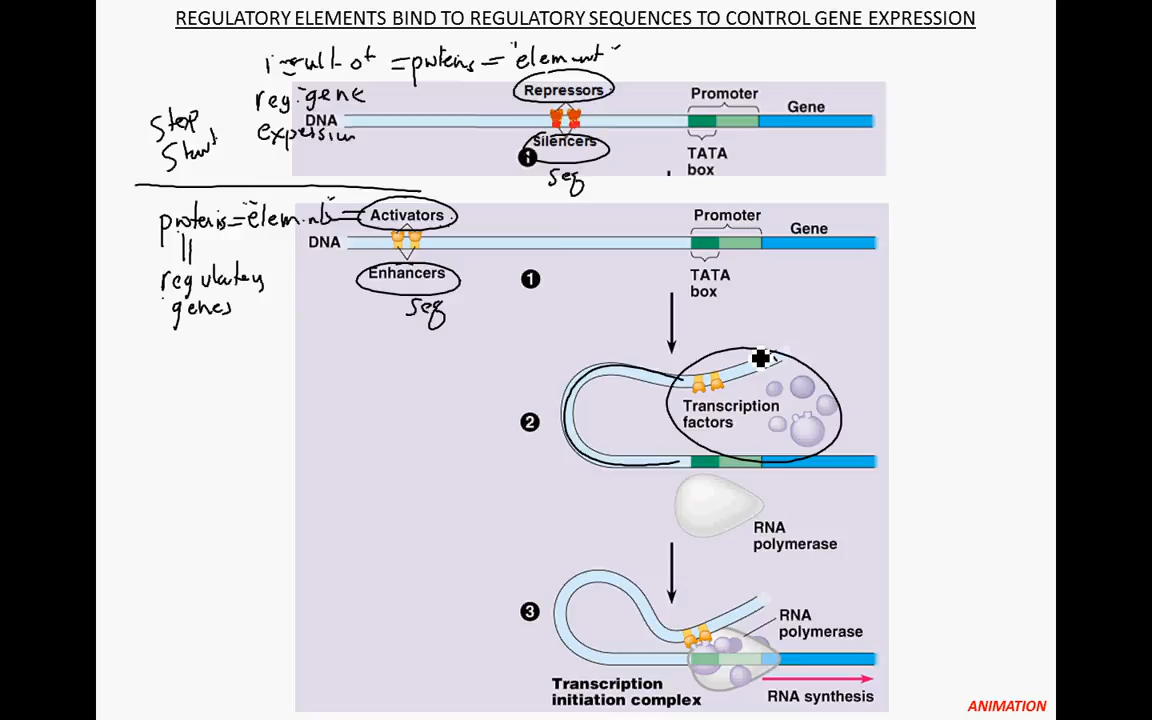 REGULATORY ELEMENTS BIND TO REGULATORY SEQUENCES TO CONTROL GENE EXPRESSION
result of = proteins = "element"
reg. gene
expression
Stop
Start
Repressors
Promoter
Gene
DNA
Silencers
TATA
box
seq
proteins = "elements" =
Activators
Promoter
Gene
DNA
Enhancers
TATA
box
seq
regulatory
genes
1
Transcription
factors
2
RNA
polymerase
3
RNA
polymerase
Transcription
initiation complex
RNA synthesis
ANIMATION